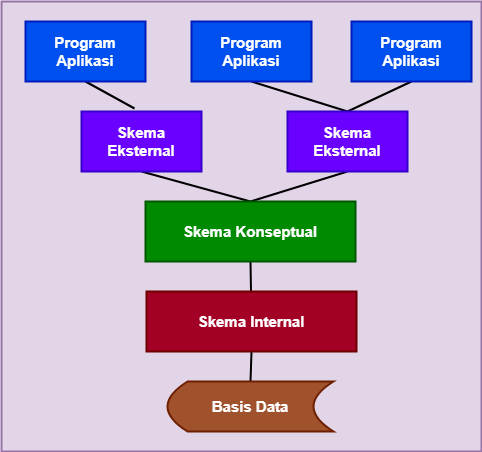 Program
Aplikasi
Program
Aplikasi
Program
Aplikasi
Skema
Eksternal
Skema
Eksternal
Skema Konseptual
Skema Internal
Basis Data